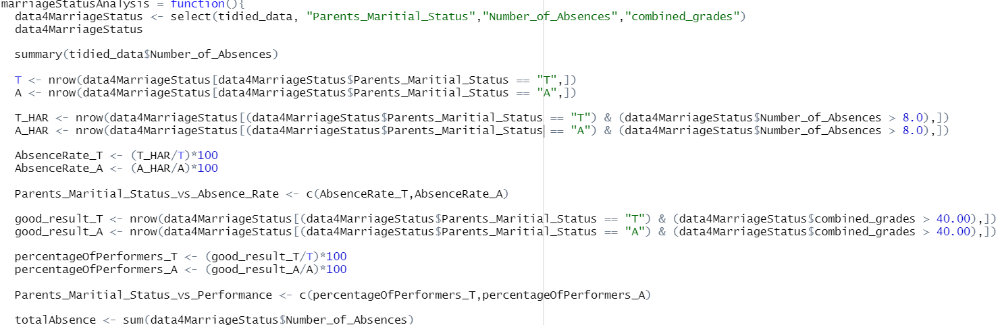 marriageStatusAnalysis = function(){
data4MarriageStatus <- select(tidied_data, "Parents_Maritial_Status","Number_of_Absences","combined_grades")
data4MarriageStatus
summary(tidied_data$Number_of_Absences)
T <- nrow(data4MarriageStatus[data4MarriageStatus$Parents_Maritial_Status == "T",])
A <- nrow(data4MarriageStatus[data4MarriageStatus$Parents_Maritial_Status == "A",])
T_HAR <- nrow(data4MarriageStatus[(data4MarriageStatus$Parents_Maritial_Status == "T") & (data4MarriageStatus$Number_of_Absences > 8.0),])
A_HAR <- nrow(data4MarriageStatus[(data4MarriageStatus$Parents_Maritial_Status == "A") & (data4MarriageStatus$Number_of_Absences > 8.0),])
AbsenceRate_T <- (T_HAR/T)*100
AbsenceRate_A <- (A_HAR/A)*100
Parents_Maritial_Status_vs_Absence_Rate <- c(AbsenceRate_T,AbsenceRate_A)
good_result_T <- nrow(data4MarriageStatus[(data4MarriageStatus$Parents_Maritial_Status == "T") & (data4MarriageStatus$combined_grades > 40.00),])
good_result_A <- nrow(data4MarriageStatus[(data4MarriageStatus$Parents_Maritial_Status == "A") & (data4MarriageStatus$combined_grades > 40.00),])
percentageOfPerformers_T <- (good_result_T/T)*100
percentageOfPerformers_A <- (good_result_A/A)*100
Parents_Maritial_Status_vs_Performance <- c(percentageOfPerformers_T,percentageOfPerformers_A)
totalAbsence <- sum(data4MarriageStatus$Number_of_Absences)